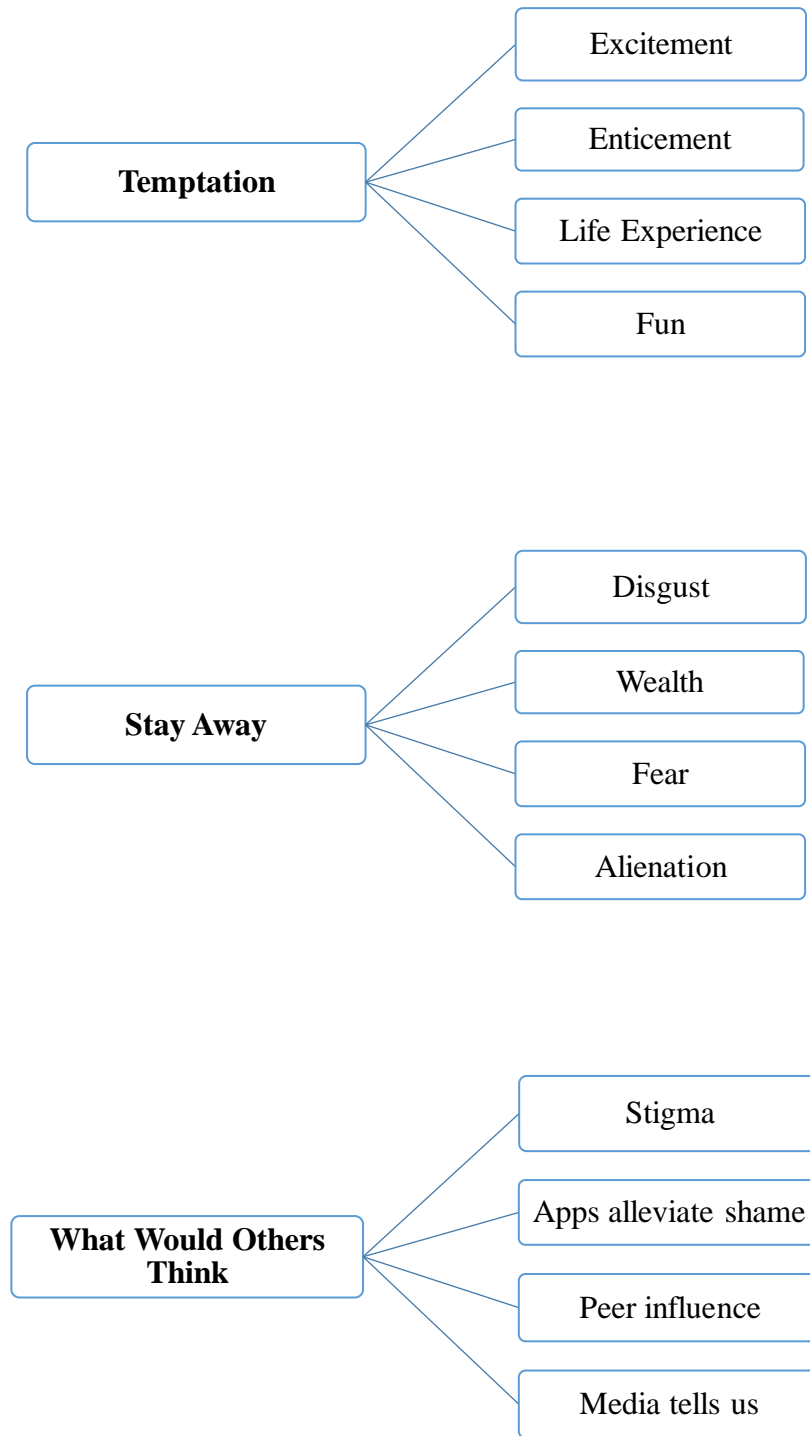 Temptation
Excitement
Enticement
Life Experience
Fun
Stay Away
Disgust
Wealth
Fear
Alienation
What Would Others
Think
Stigma
Apps alleviate shame
Peer influence
Media tells us